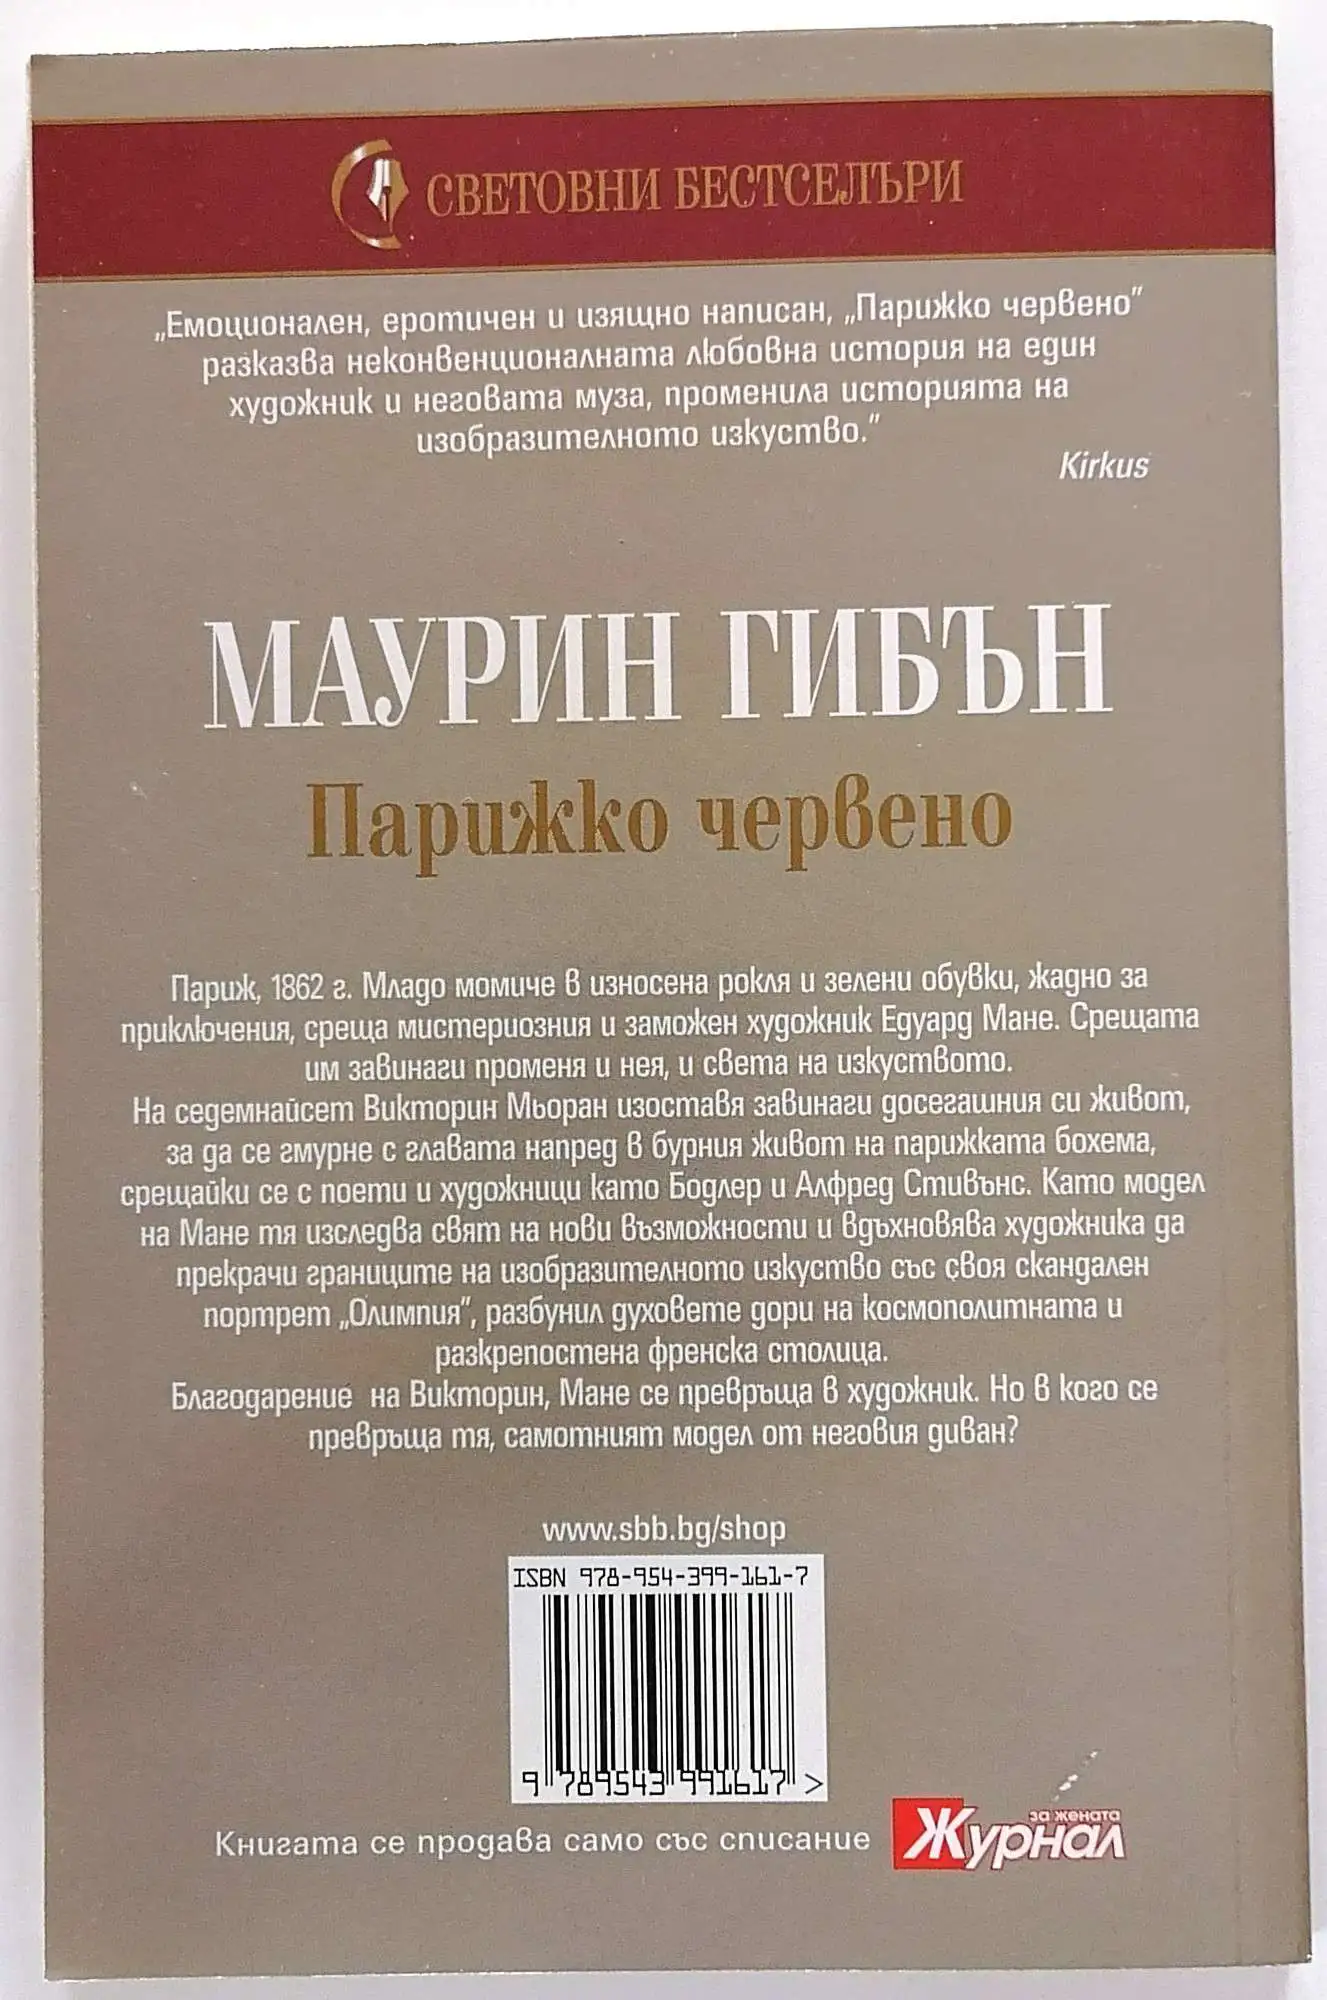 СВЕТОВНИ БЕСТСЕЛЪРИ
„Емоционален, еротичен и изящно написан, „Парижко червено”
разказва неконвенционалната любовна история на един
художник и неговата муза, променила историята на
изобразителното изкуство.”
Kirkus
МАУРИН ГИБЪН
Парижко червено
Париж, 1862 г. Младо момиче в износена рокля и зелени обувки, жадно за
приключения, среща мистериозния и заможен художник Едуард Мане. Срещата
им завинаги променя и нея, и света на изкуството.
На седемнайсет Викторин Мьоран изоставя завинаги досегашния си живот,
за да се гмурне с главата напред в бурния живот на парижката бохема,
срещайки се с поети и художници като Бодлер и Алфред Стивънс. Като модел
на Мане тя изследва свят на нови възможности и вдъхновява художника да
прекрачи границите на изобразителното изкуство със своя скандален
портрет „Олимпия”, разбунил духовете дори на космополитната и
разкрепостена френска столица.
Благодарение на Викторин, Мане се превръща в художник. Но в кого се
превръща тя, самотният модел от неговия диван?
www.sbb.bg/shop
ISBN 978-954-399-161-7
9 789543 991617 >
Книгата се продава само със списание
за жената
Журнал